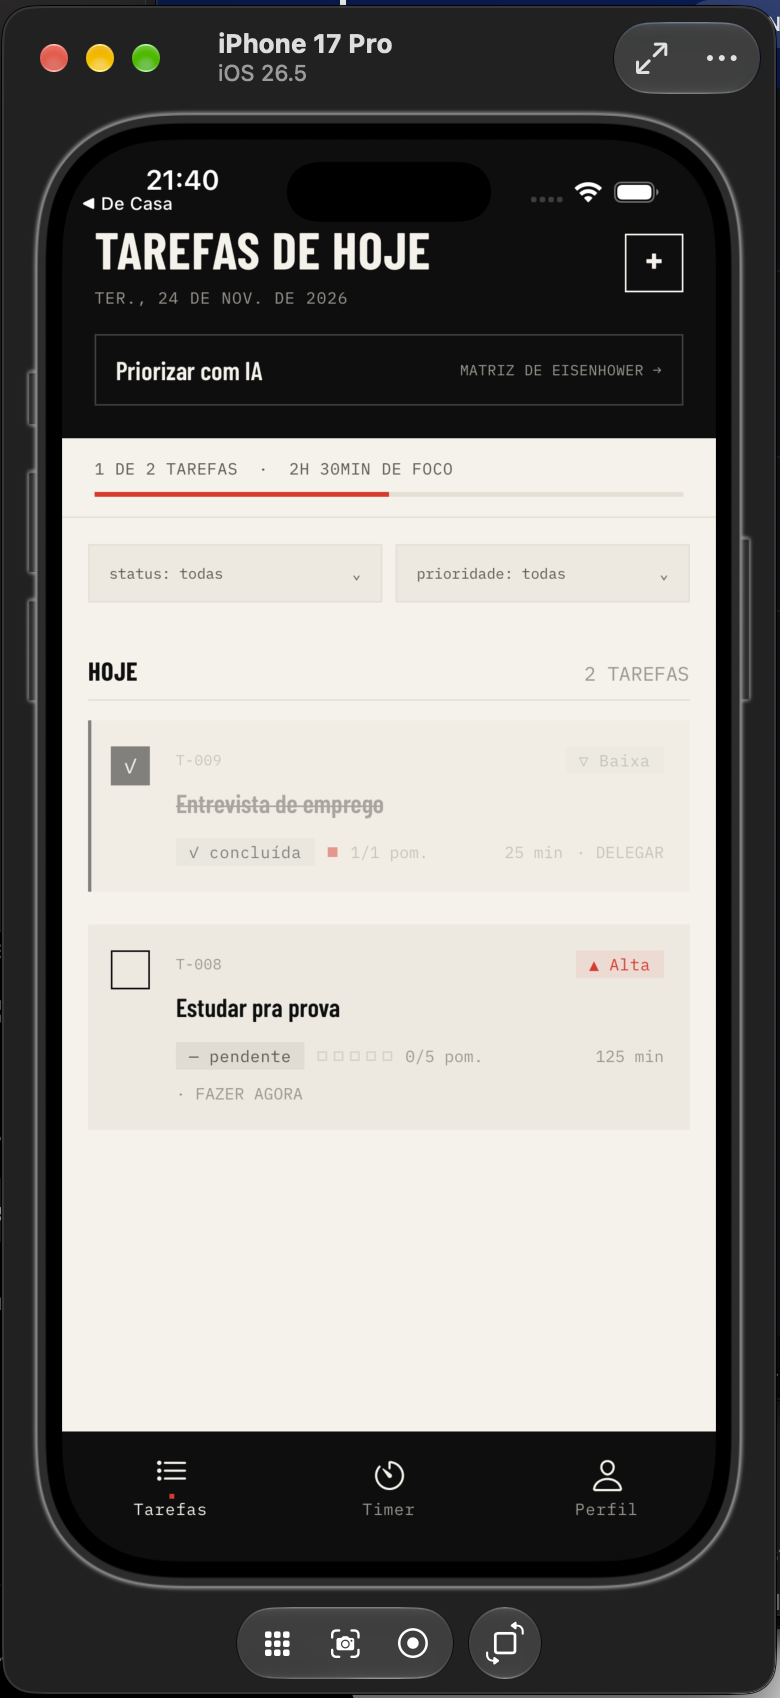 iPhone 17 Pro
iOS 26.5
21:40
◀ De Casa
TAREFAS DE HOJE
+
TER., 24 DE NOV. DE 2026
Priorizar com IA
MATRIZ DE EISENHOWER →
1 DE 2 TAREFAS · 2H 30MIN DE FOCO
status: todas
prioridade: todas
HOJE
2 TAREFAS
T-009
▽ Baixa
Entrevista de emprego
√ concluída
1/1 pom.
25 min · DELEGAR
T-008
▲ Alta
Estudar pra prova
— pendente
0/5 pom.
125 min
· FAZER AGORA
Tarefas
Timer
Perfil